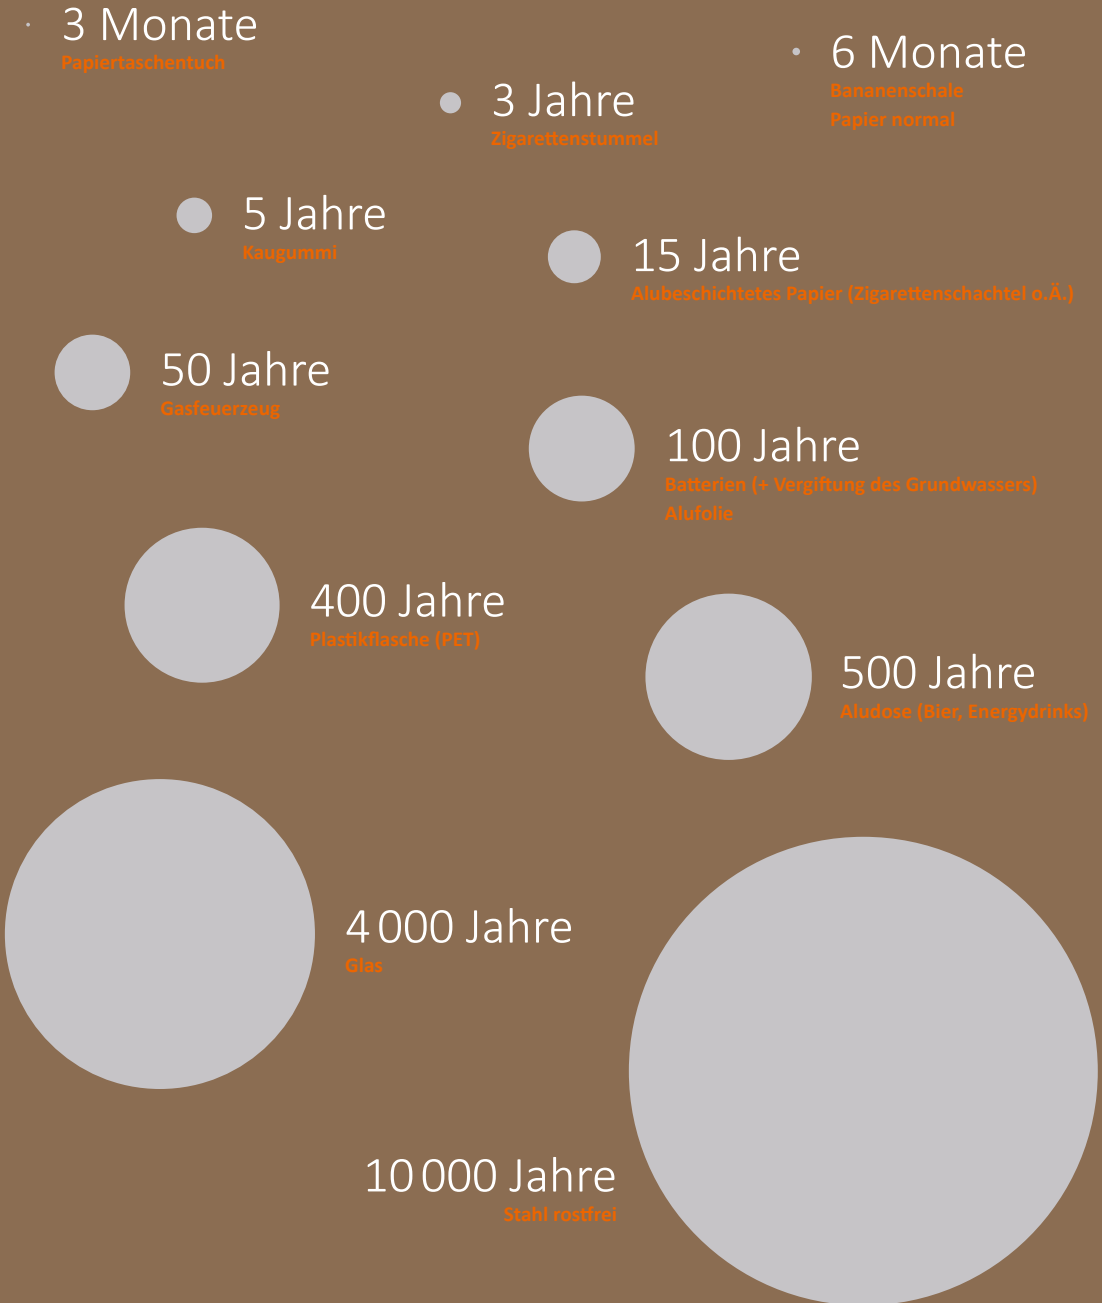 3 Monate
Papiertaschentuch
6 Monate
Bananenschale
Papier normal
3 Jahre
Zigarettenstummel
5 Jahre
Kaugummi
15 Jahre
Alubeschichtetes Papier (Zigarettenschachtel o.Ä.)
50 Jahre
Gasfeuerzeug
100 Jahre
Batterien (+ Vergiftung des Grundwassers)
Alufolie
400 Jahre
Plastikflasche (PET)
500 Jahre
Aludose (Bier, Energydrinks)
4 000 Jahre
Glas
10 000 Jahre
Stahl rostfrei